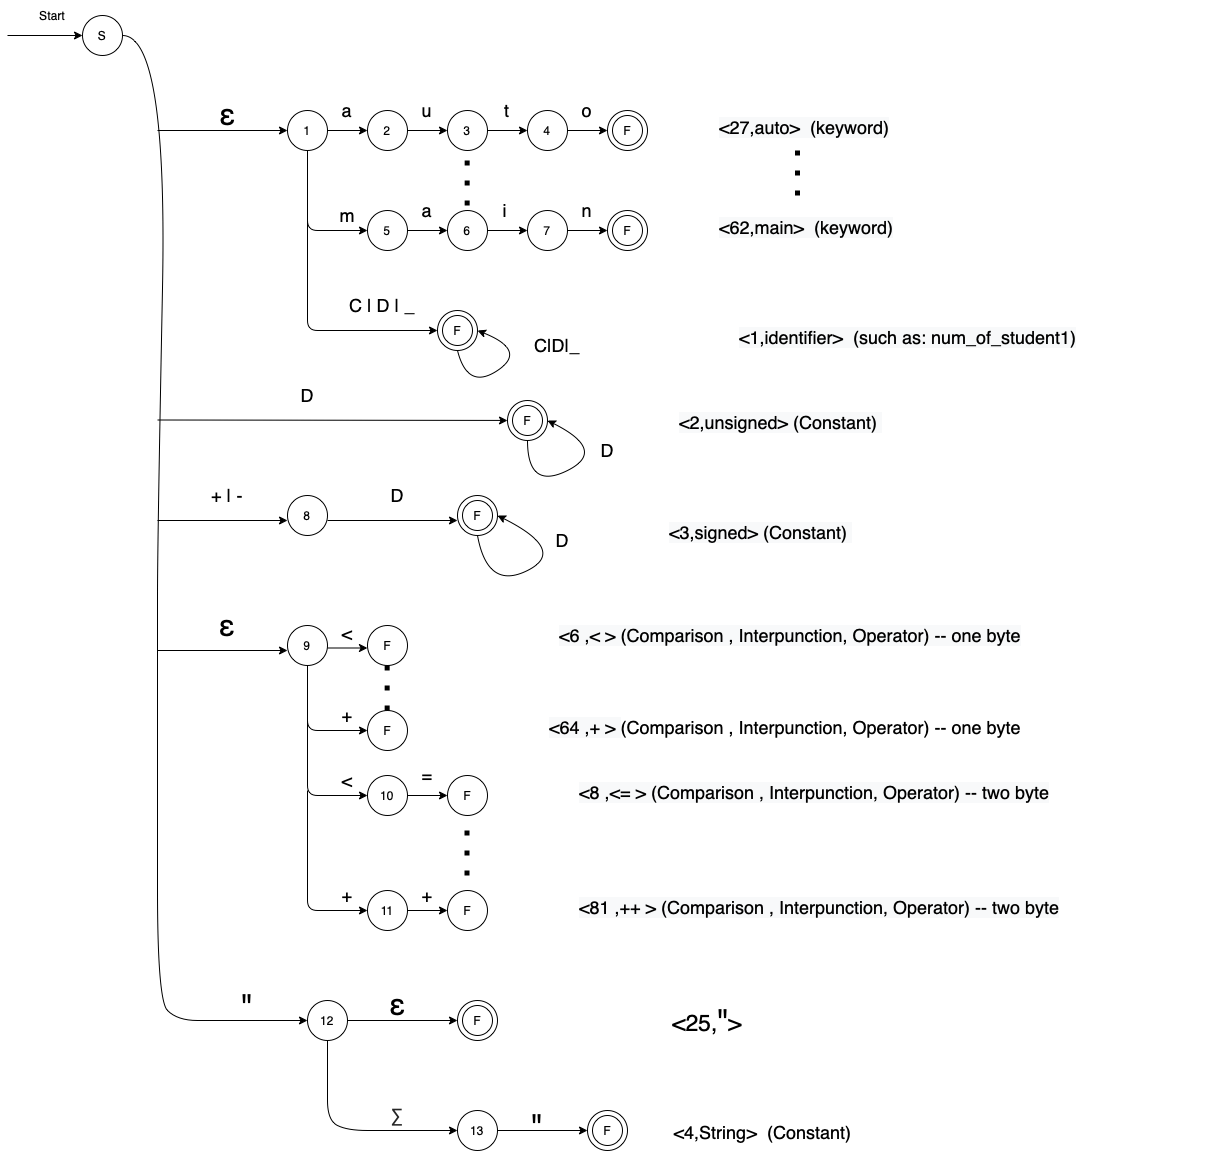 Start
S
ε
1
a
2
u
3
t
4
o
F
<27,auto> (keyword)
m
5
a
6
i
7
n
F
<62,main> (keyword)
C | D | _
F
C|D|_
<1,identifier> (such as: num_of_student1)
D
F
D
<2,unsigned> (Constant)
+ | -
8
D
F
D
<3,signed> (Constant)
ε
9
<
F
<6 ,< > (Comparison , Interpunction, Operator) -- one byte
+
F
<64 ,+ > (Comparison , Interpunction, Operator) -- one byte
<
10
=
F
<8 ,<= > (Comparison , Interpunction, Operator) -- two byte
+
11
+
F
<81 ,++ > (Comparison , Interpunction, Operator) -- two byte
"
12
ε
F
<25,">
∑
13
"
F
<4,String> (Constant)